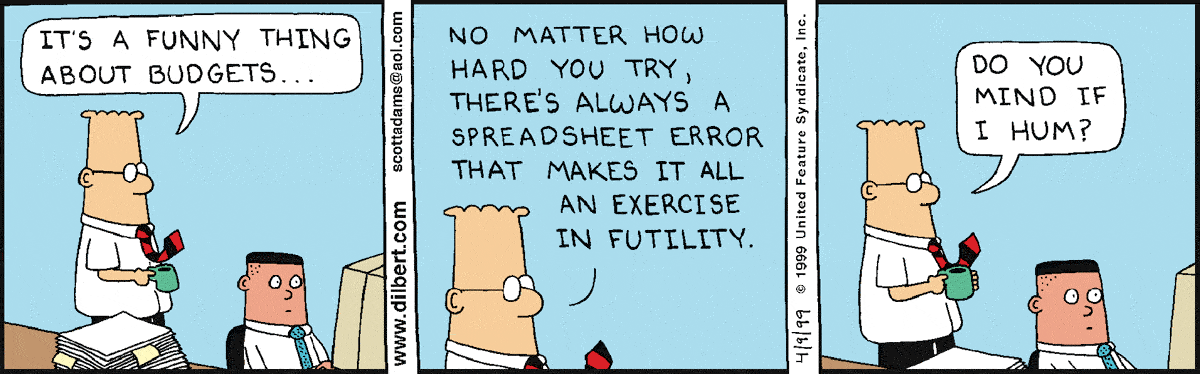 IT'S A FUNNY THING
ABOUT BUDGETS...
www.dilbert.com
scottadams@aol.com
NO MATTER HOW
HARD YOU TRY,
THERE'S ALWAYS A
SPREADSHEET ERROR
THAT MAKES IT ALL
AN EXERCISE
IN FUTILITY.
4/9/99 © 1999 United Feature Syndicate, Inc.
DO YOU
MIND IF
I HUM?